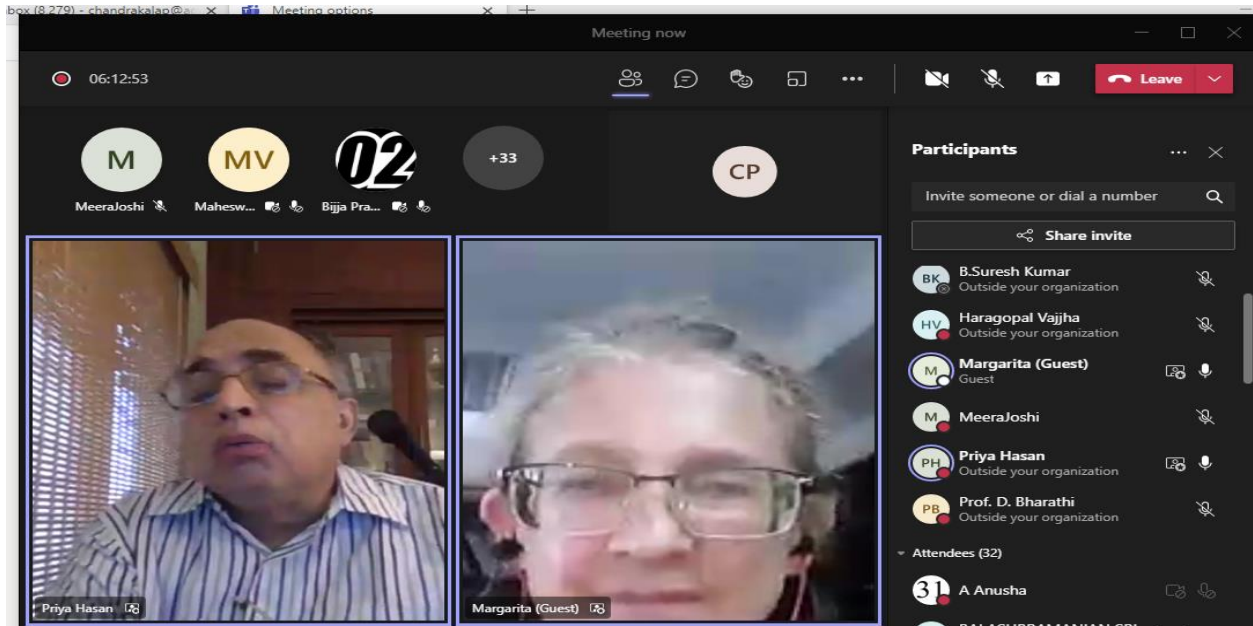 box (8,279) - chandrakalap@a
Meeting options
Meeting now
06:12:53
Leave
M
MV
02
+33
CP
MeeraJoshi
Mahesw...
Bijja Pra...
Participants
Invite someone or dial a number
Share invite
BK
B.Suresh Kumar
Outside your organization
HV
Haragopal Vajjha
Outside your organization
M
Margarita (Guest)
Guest
M
MeeraJoshi
PH
Priya Hasan
Outside your organization
PB
Prof. D. Bharathi
Outside your organization
Attendees (32)
31
A Anusha
Priya Hasan
Margarita (Guest)